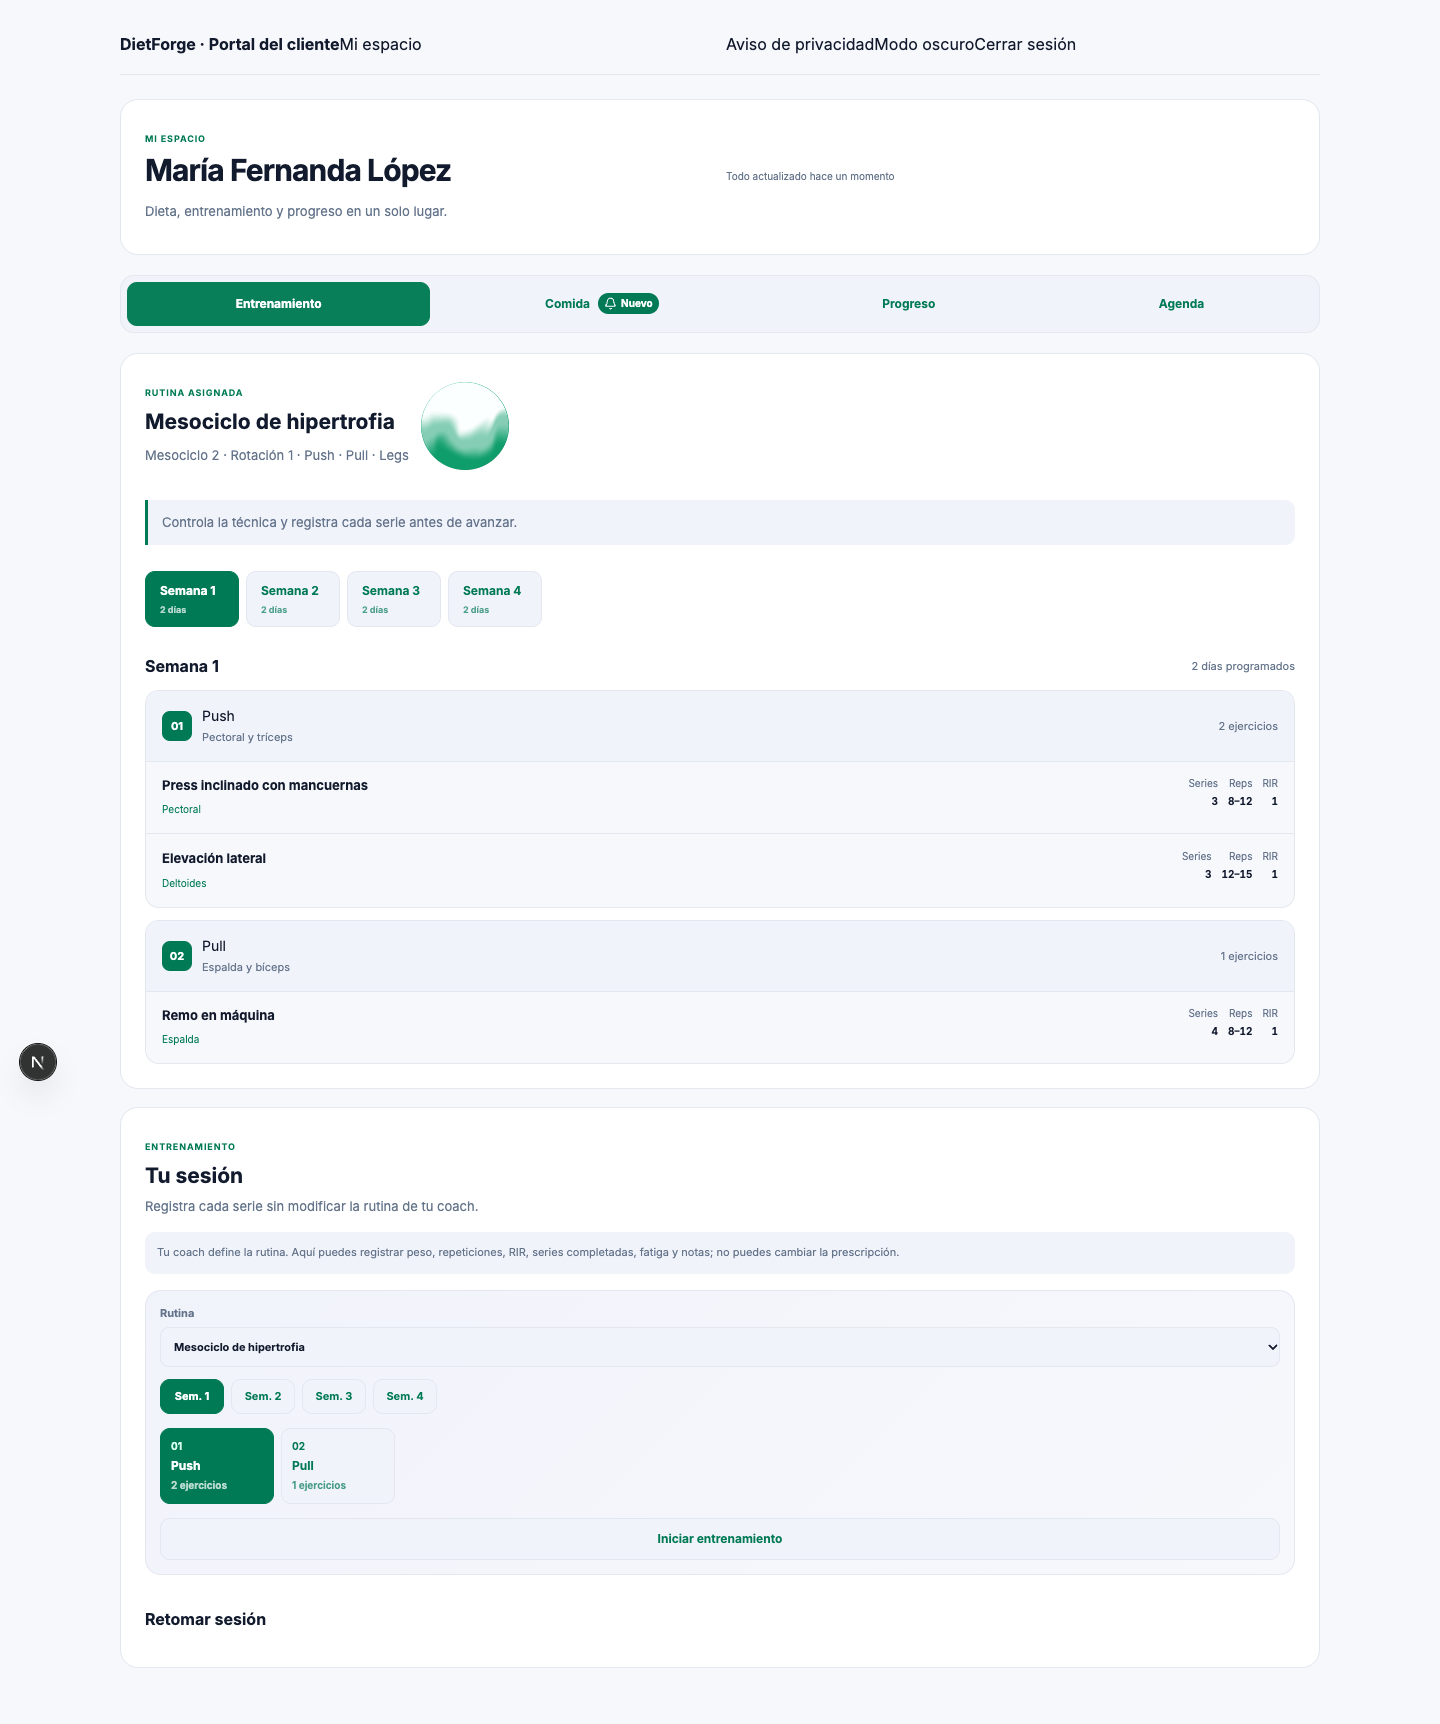 DietForge · Portal del clienteMi espacio
Aviso de privacidadModo oscuroCerrar sesión
MI ESPACIO
María Fernanda López
Todo actualizado hace un momento
Dieta, entrenamiento y progreso en un solo lugar.
Entrenamiento
Comida
Nuevo
Progreso
Agenda
RUTINA ASIGNADA
Mesociclo de hipertrofia
Mesociclo 2 · Rotación 1 · Push · Pull · Legs
Controla la técnica y registra cada serie antes de avanzar.
Semana 1
2 días
Semana 2
2 días
Semana 3
2 días
Semana 4
2 días
Semana 1
2 días programados
01
Push
Pectoral y tríceps
2 ejercicios
Press inclinado con mancuernas
Pectoral
Series Reps RIR
3 8–12 1
Elevación lateral
Deltoides
Series Reps RIR
3 12–15 1
02
Pull
Espalda y bíceps
1 ejercicios
Remo en máquina
Espalda
Series Reps RIR
4 8–12 1
N
ENTRENAMIENTO
Tu sesión
Registra cada serie sin modificar la rutina de tu coach.
Tu coach define la rutina. Aquí puedes registrar peso, repeticiones, RIR, series completadas, fatiga y notas; no puedes cambiar la prescripción.
Rutina
Mesociclo de hipertrofia
Sem. 1
Sem. 2
Sem. 3
Sem. 4
01
Push
2 ejercicios
02
Pull
1 ejercicios
Iniciar entrenamiento
Retomar sesión